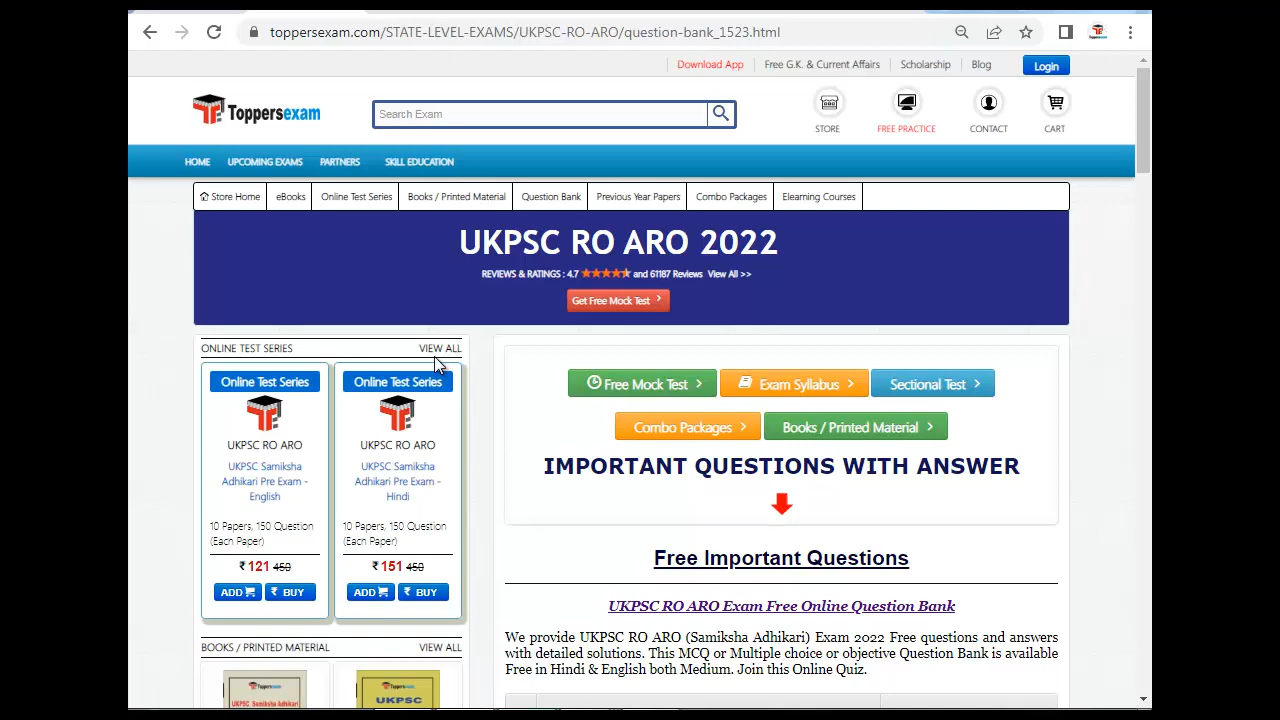 toppersexam.com/STATE-LEVEL-EXAMS/UKPSC-RO-ARO/question-bank_1523.html
Download App Free G.K. & Current Affairs Scholarship Blog Login
Toppersexam
Search Exam
STORE FREE PRACTICE CONTACT CART
HOME UPCOMING EXAMS PARTNERS SKILL EDUCATION
Store Home eBooks Online Test Series Books / Printed Material Question Bank Previous Year Papers Combo Packages Elearning Courses
UKPSC RO ARO 2022
REVIEWS & RATINGS : 4.7 and 61187 Reviews View All >>
Get Free Mock Test
ONLINE TEST SERIES VIEW ALL
Online Test Series
UKPSC RO ARO
UKPSC Samiksha
Adhikari Pre Exam -
English
10 Papers, 150 Question
(Each Paper)
₹ 121 450
ADD ₹ BUY
Online Test Series
UKPSC RO ARO
UKPSC Samiksha
Adhikari Pre Exam -
Hindi
10 Papers, 150 Question
(Each Paper)
₹ 151 450
ADD ₹ BUY
BOOKS / PRINTED MATERIAL VIEW ALL
Toppersexam
UKPSC Samiksha Adhikari
Toppersexam
UKPSC
Free Mock Test Exam Syllabus Sectional Test
Combo Packages Books / Printed Material
IMPORTANT QUESTIONS WITH ANSWER
Free Important Questions
UKPSC RO ARO Exam Free Online Question Bank
We provide UKPSC RO ARO (Samiksha Adhikari) Exam 2022 Free questions and answers
with detailed solutions. This MCQ or Multiple choice or objective Question Bank is available
Free in Hindi & English both Medium. Join this Online Quiz.